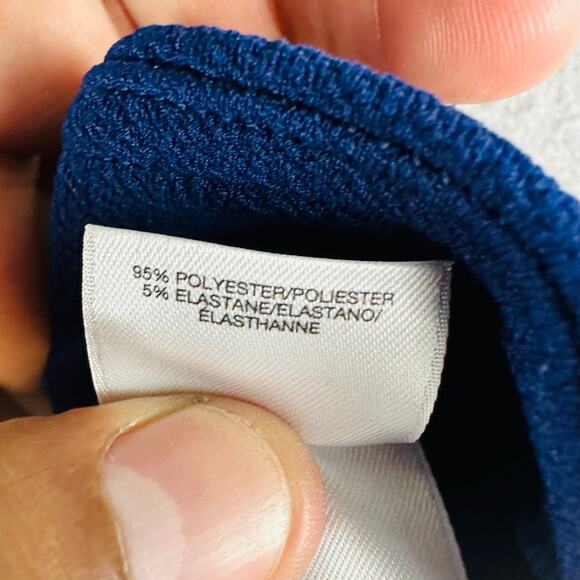 95% POLYESTER/POLIESTER
5% ELASTANE/ELASTANO/
ÉLASTHANNE